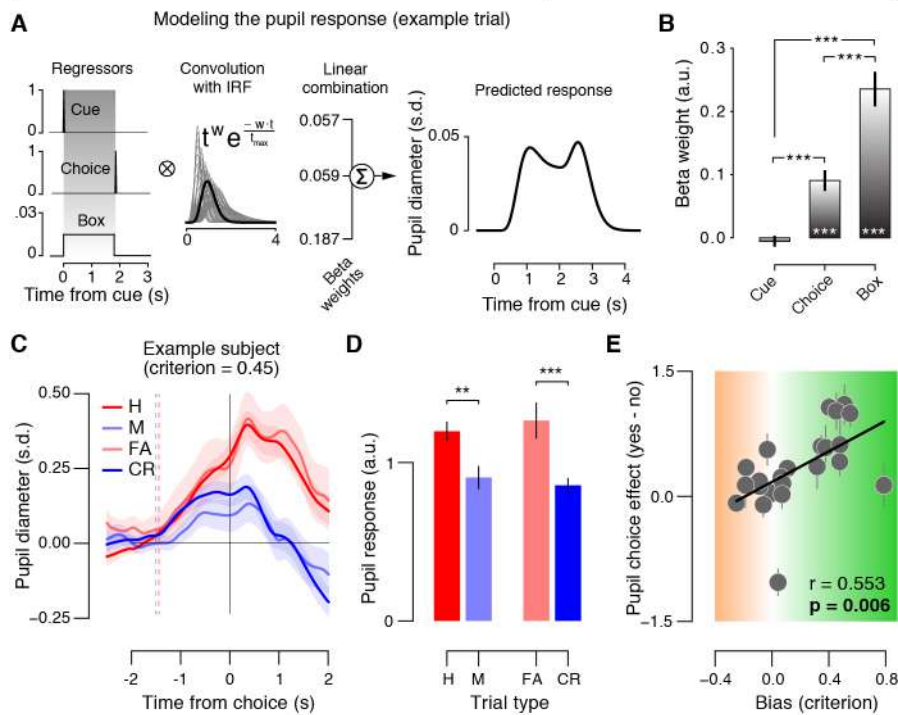 Modeling the pupil response (example trial)
A
Regressors
Convolution
with IRF
Linear
combination
Predicted response
1
0
Cue
1
0
Choice
.03
0
Box
0 1 2 3
Time from cue (s)
⊗
t^w e^(−w·t / t_max)
0 4
0.057
0.059
0.187
Σ
Beta
weights
Pupil diameter (s.d.)
0.05
0
0 1 2 3 4
Time from cue (s)
B
Beta weight (a.u.)
0.3
0.2
0.1
0.0
***
***
***
***
***
Cue
Choice
Box
C
Example subject
(criterion = 0.45)
Pupil diameter (s.d.)
0.50
0.25
0.00
−0.25
H
M
FA
CR
-2 -1 0 1 2
Time from choice (s)
D
Pupil response (a.u.)
1
0
**
***
H M FA CR
Trial type
E
Pupil choice effect (yes - no)
1.5
0.0
−1.5
r = 0.553
p = 0.006
−0.4 0.0 0.4 0.8
Bias (criterion)